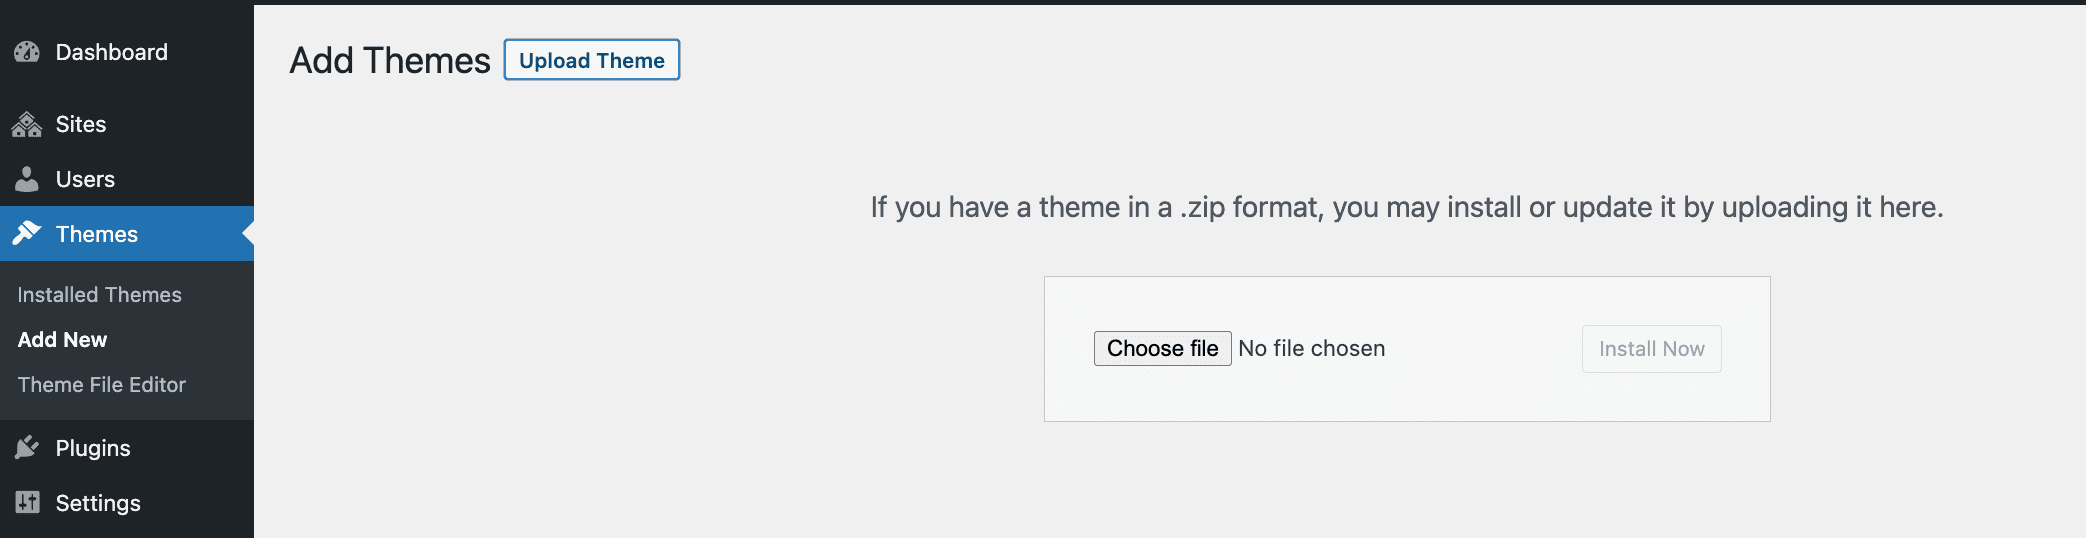 Dashboard
Sites
Users
Themes
Installed Themes
Add New
Theme File Editor
Plugins
Settings
Add Themes Upload Theme
If you have a theme in a .zip format, you may install or update it by uploading it here.
Choose file No file chosen Install Now